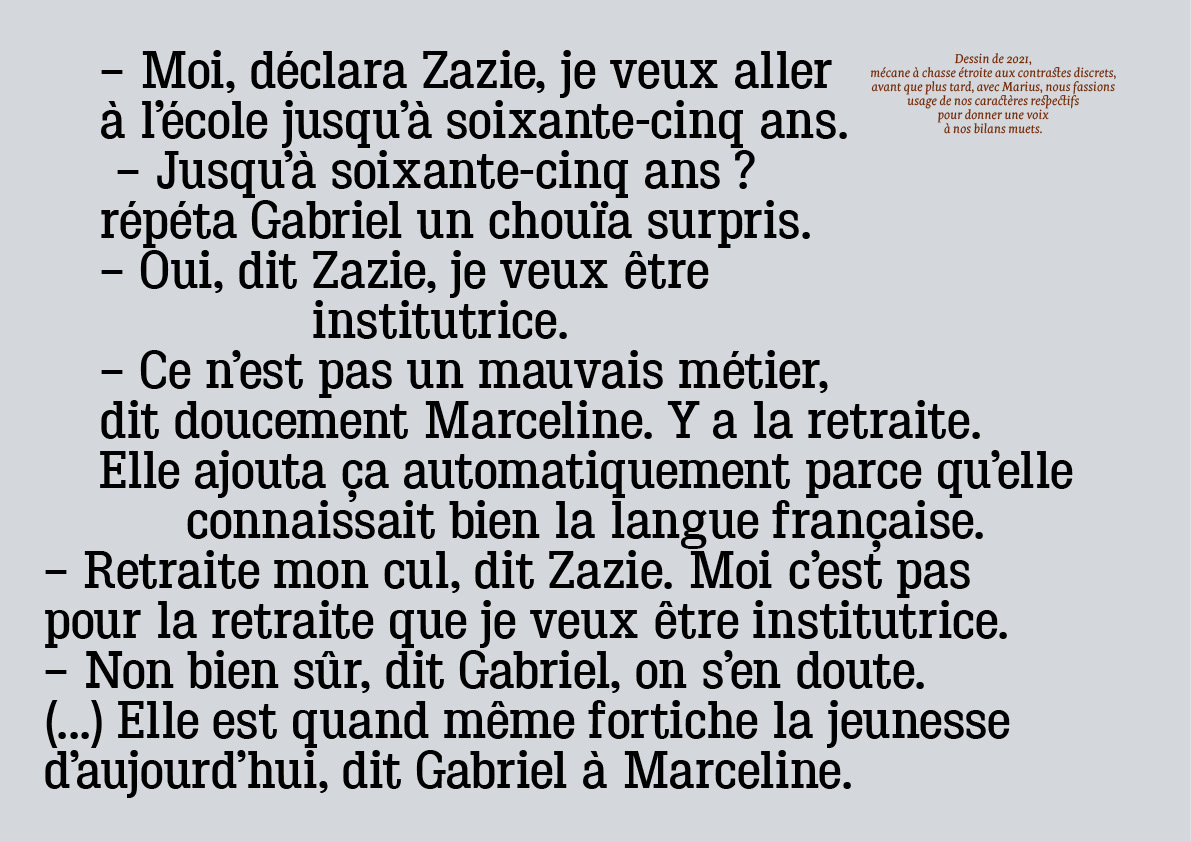 – Moi, déclara Zazie, je veux aller
à l’école jusqu’à soixante-cinq ans.
– Jusqu’à soixante-cinq ans ?
répéta Gabriel un chouïa surpris.
– Oui, dit Zazie, je veux être
institutrice.
– Ce n’est pas un mauvais métier,
dit doucement Marceline. Y a la retraite.
Elle ajouta ça automatiquement parce qu’elle
connaissait bien la langue française.
– Retraite mon cul, dit Zazie. Moi c’est pas
pour la retraite que je veux être institutrice.
– Non bien sûr, dit Gabriel, on s’en doute.
(...) Elle est quand même fortiche la jeunesse
d’aujourd’hui, dit Gabriel à Marceline.
Dessin de 2021,
mécane à chasse étroite aux contrastes discrets,
avant que plus tard, avec Marius, nous fassions
usage de nos caractères respectifs
pour donner une voix
à nos bilans muets.